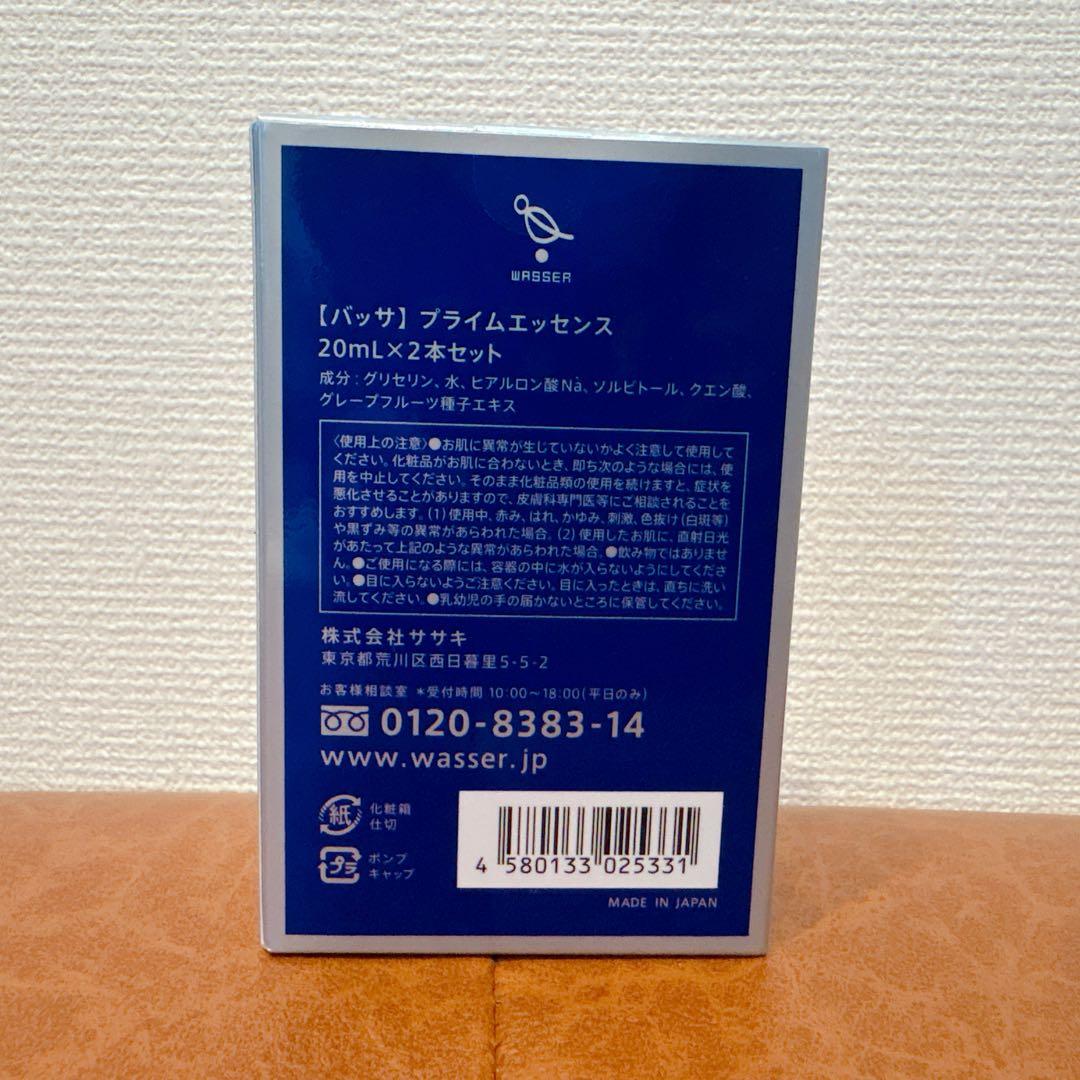 WASSER
【バッサ】プライムエッセンス
20mL×2本セット
成分：グリセリン、水、ヒアルロン酸Na、ソルビトール、クエン酸、
グレープフルーツ種子エキス
〈使用上の注意〉●お肌に異常が生じていないかよく注意して使用して
ください。化粧品がお肌に合わないとき、即ち次のような場合には、使
用を中止してください。そのまま化粧品類の使用を続けますと、症状を
悪化させることがありますので、皮膚科専門医等にご相談されることを
おすすめします。(1)使用中、赤み、はれ、かゆみ、刺激、色抜け(白斑等)
や黒ずみ等の異常があらわれた場合。(2)使用したお肌に、直射日光
があたって上記のような異常があらわれた場合。●飲み物ではありませ
ん。●ご使用になる際には、容器の中に水が入らないようにしてくださ
い。●目に入らないようご注意ください。目に入ったときは、直ちに洗い
流してください。●乳幼児の手の届かないところに保管してください。
株式会社ササキ
東京都荒川区西日暮里5-5-2
お客様相談室 *受付時間 10:00～18:00(平日のみ)
0120-8383-14
www.wasser.jp
紙 化粧箱
仕切
プラ ポンプ
キャップ
4 580133 025331
MADE IN JAPAN